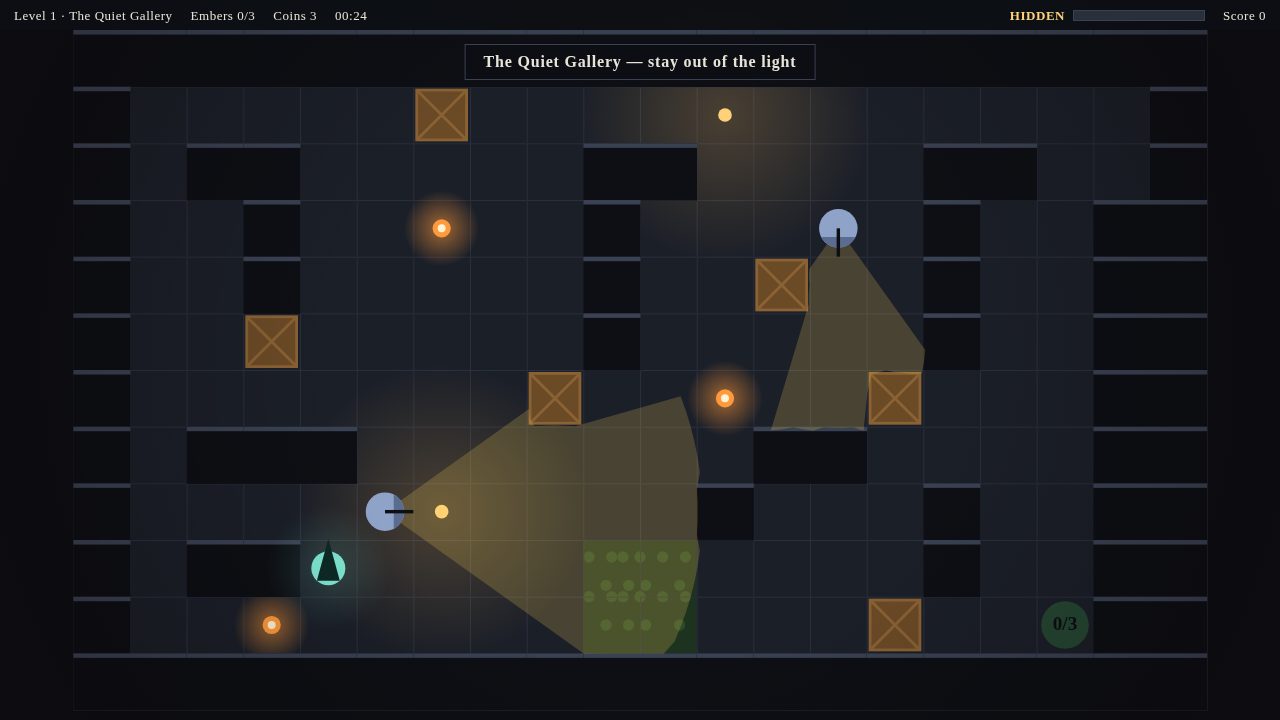 Level 1 · The Quiet Gallery Embers 0/3 Coins 3 00:24 HIDDEN Score 0
The Quiet Gallery — stay out of the light
0/3